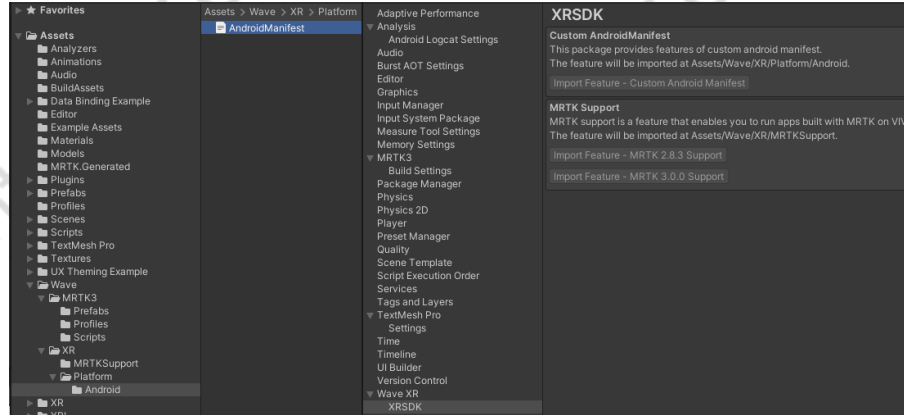 Favorites
Assets
Analyzers
Animations
Audio
BuildAssets
Data Binding Example
Editor
Example Assets
Materials
Models
MRTK.Generated
Plugins
Prefabs
Profiles
Scenes
Scripts
TextMesh Pro
Textures
UX Theming Example
Wave
MRTK3
Prefabs
Profiles
Scripts
XR
MRTKSupport
Platform
Android
XR
Assets > Wave > XR > Platform
AndroidManifest
Adaptive Performance
Analysis
Android Logcat Settings
Audio
Burst AOT Settings
Editor
Graphics
Input Manager
Input System Package
Measure Tool Settings
Memory Settings
MRTK3
Build Settings
Package Manager
Physics
Physics 2D
Player
Preset Manager
Quality
Scene Template
Script Execution Order
Services
Tags and Layers
TextMesh Pro
Settings
Time
Timeline
UI Builder
Version Control
Wave XR
XRSDK
XRSDK
Custom AndroidManifest
This package provides features of custom android manifest.
The feature will be imported at Assets/Wave/XR/Platform/Android.
Import Feature - Custom Android Manifest
MRTK Support
MRTK support is a feature that enables you to run apps built with MRTK on
The feature will be imported at Assets/Wave/XR/MRTKSupport.
Import Feature - MRTK 2.8.3 Support
Import Feature - MRTK 3.0.0 Support